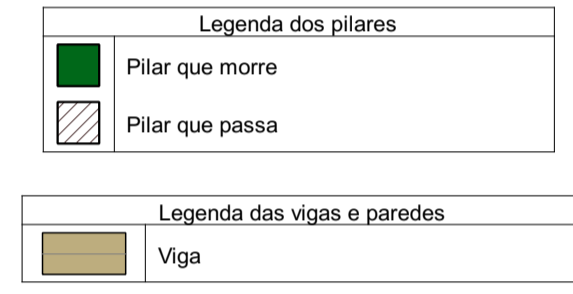 Legenda dos pilares
Pilar que morre
Pilar que passa
Legenda das vigas e paredes
Viga